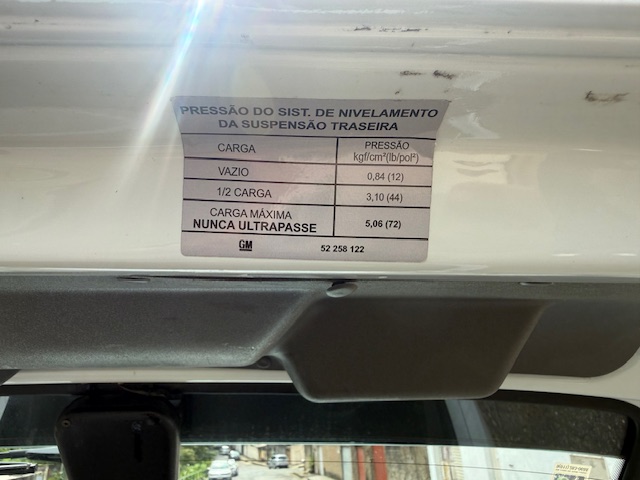 PRESSÃO DO SIST. DE NIVELAMENTO
DA SUSPENSÃO TRASEIRA
CARGA PRESSÃO kgf/cm²(lb/pol²)
VAZIO 0,84 (12)
1/2 CARGA 3,10 (44)
CARGA MÁXIMA NUNCA ULTRAPASSE 5,06 (72)
GM 52 258 122